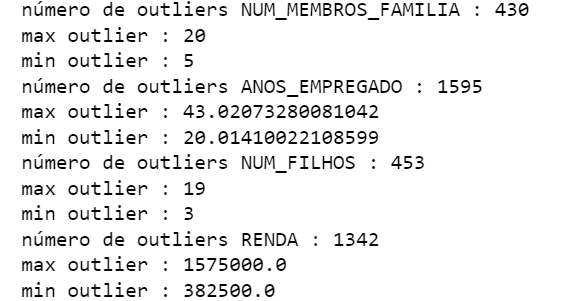 número de outliers NUM_MEMBROS_FAMILIA : 430
max outlier : 20
min outlier : 5
número de outliers ANOS_EMPREGADO : 1595
max outlier : 43.02073280081042
min outlier : 20.01410022108599
número de outliers NUM_FILHOS : 453
max outlier : 19
min outlier : 3
número de outliers RENDA : 1342
max outlier : 1575000.0
min outlier : 382500.0